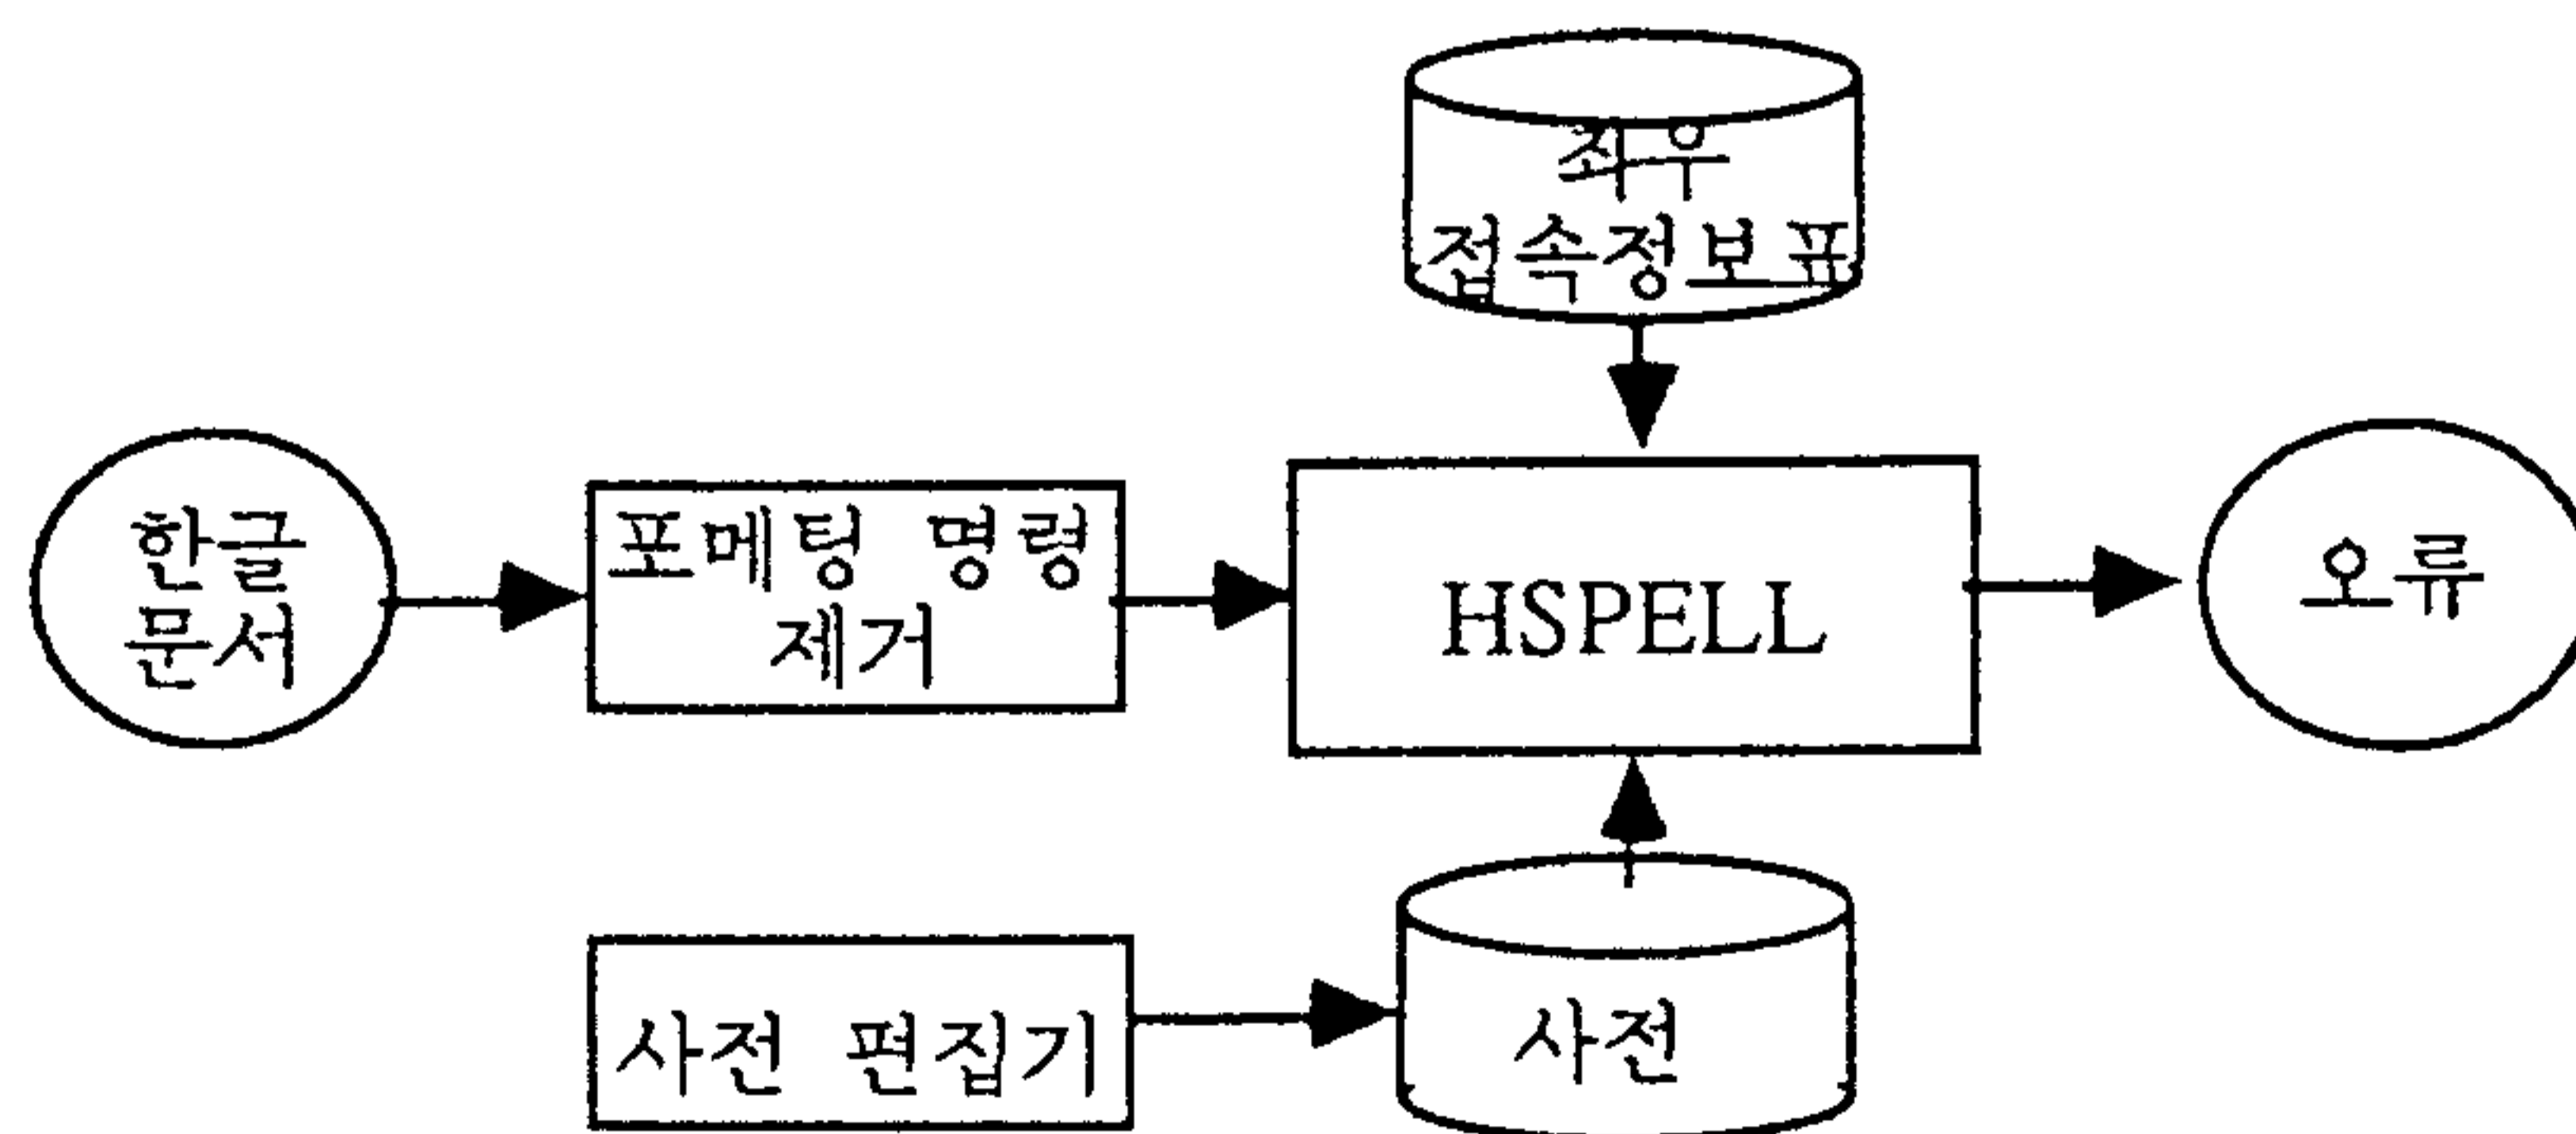 좌우
접속정보표
한글
문서
포메팅 명령
제거
HSPELL
오류
사전 편집기
사전